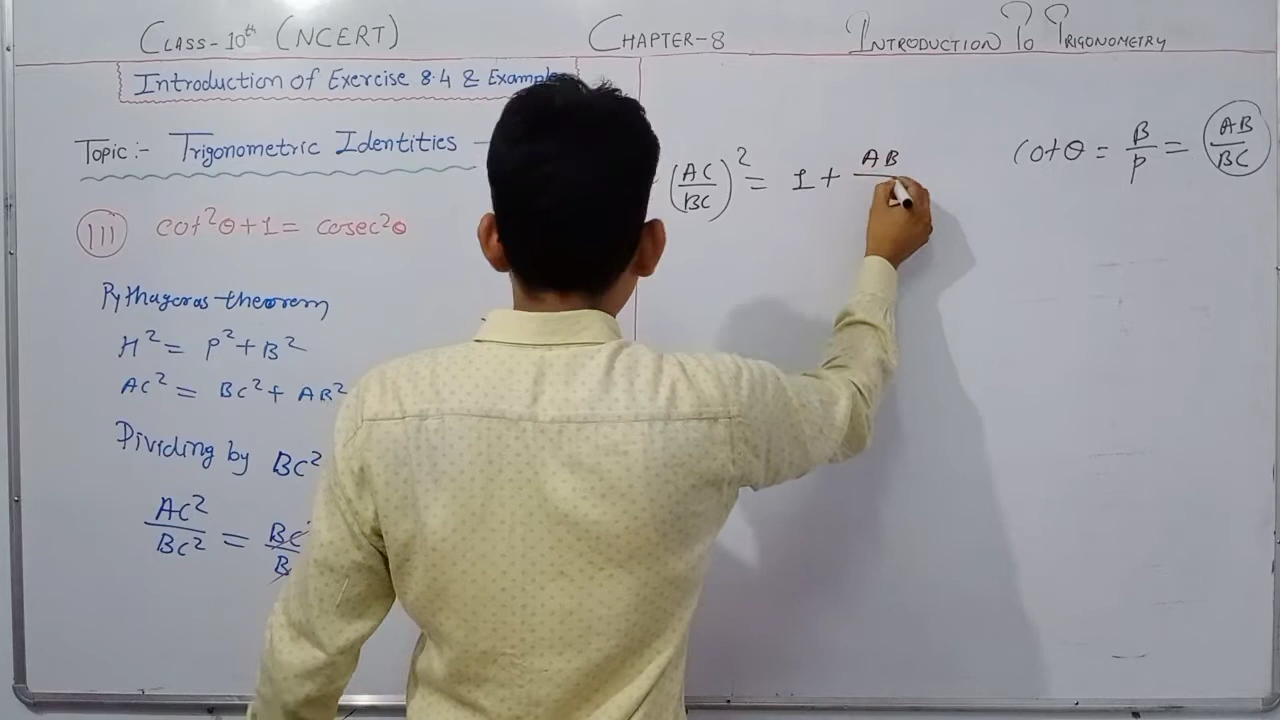 CLASS-10th (NCERT) CHAPTER-8 INTRODUCTION TO TRIGONOMETRY
Introduction of Exercise 8.4 & Example
TOPIC:- Trigonometric Identities -
(III) cot²θ+1= cosec²θ
Pythagoras theorem
H² = P² + B²
AC² = BC² + AB²
Dividing by BC²
AC²/BC² = BC/B
(AC/BC)² = 1 + AB
cot θ = B/P = AB/BC